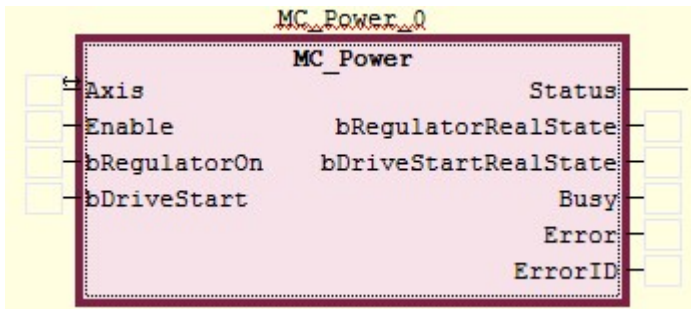 MC_Power_0
MC_Power
Axis Status
Enable bRegulatorRealState
bRegulatorOn bDriveStartRealState
bDriveStart Busy
Error
ErrorID